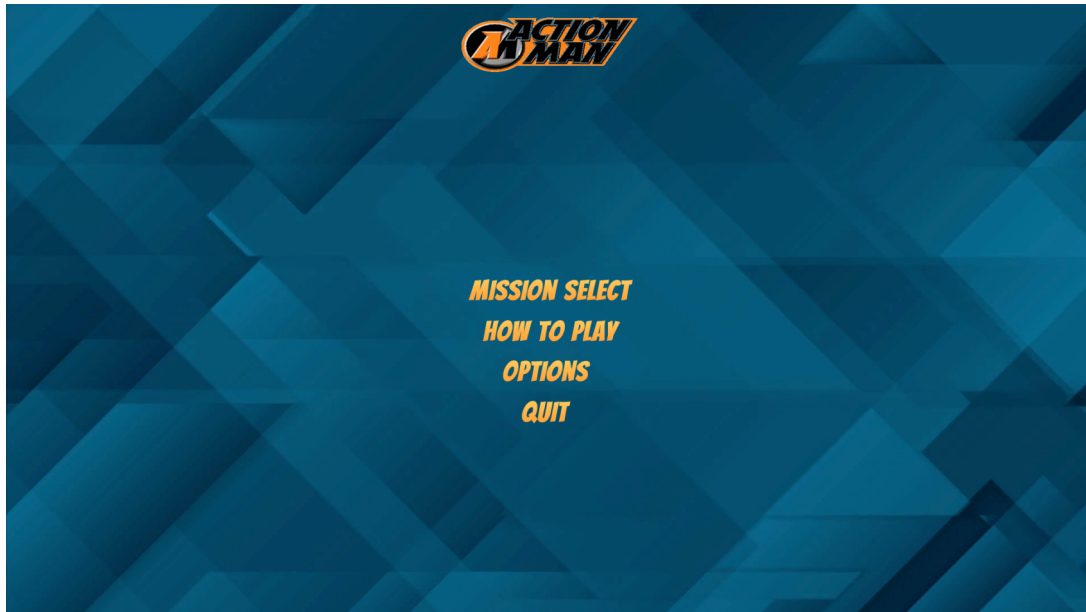 ACTION
MAN
MISSION SELECT
HOW TO PLAY
OPTIONS
QUIT